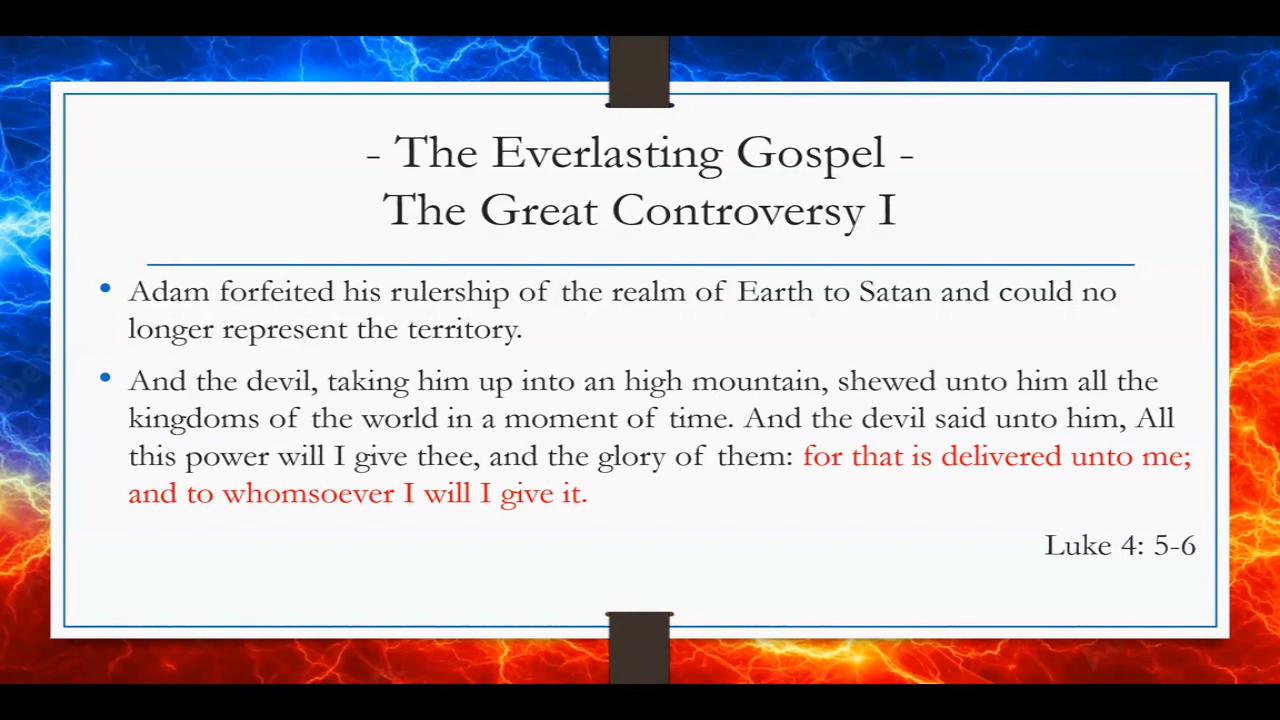 - The Everlasting Gospel -
The Great Controversy I
• Adam forfeited his rulership of the realm of Earth to Satan and could no
longer represent the territory.
• And the devil, taking him up into an high mountain, shewed unto him all the
kingdoms of the world in a moment of time. And the devil said unto him, All
this power will I give thee, and the glory of them: for that is delivered unto me;
and to whomsoever I will I give it.
Luke 4: 5-6